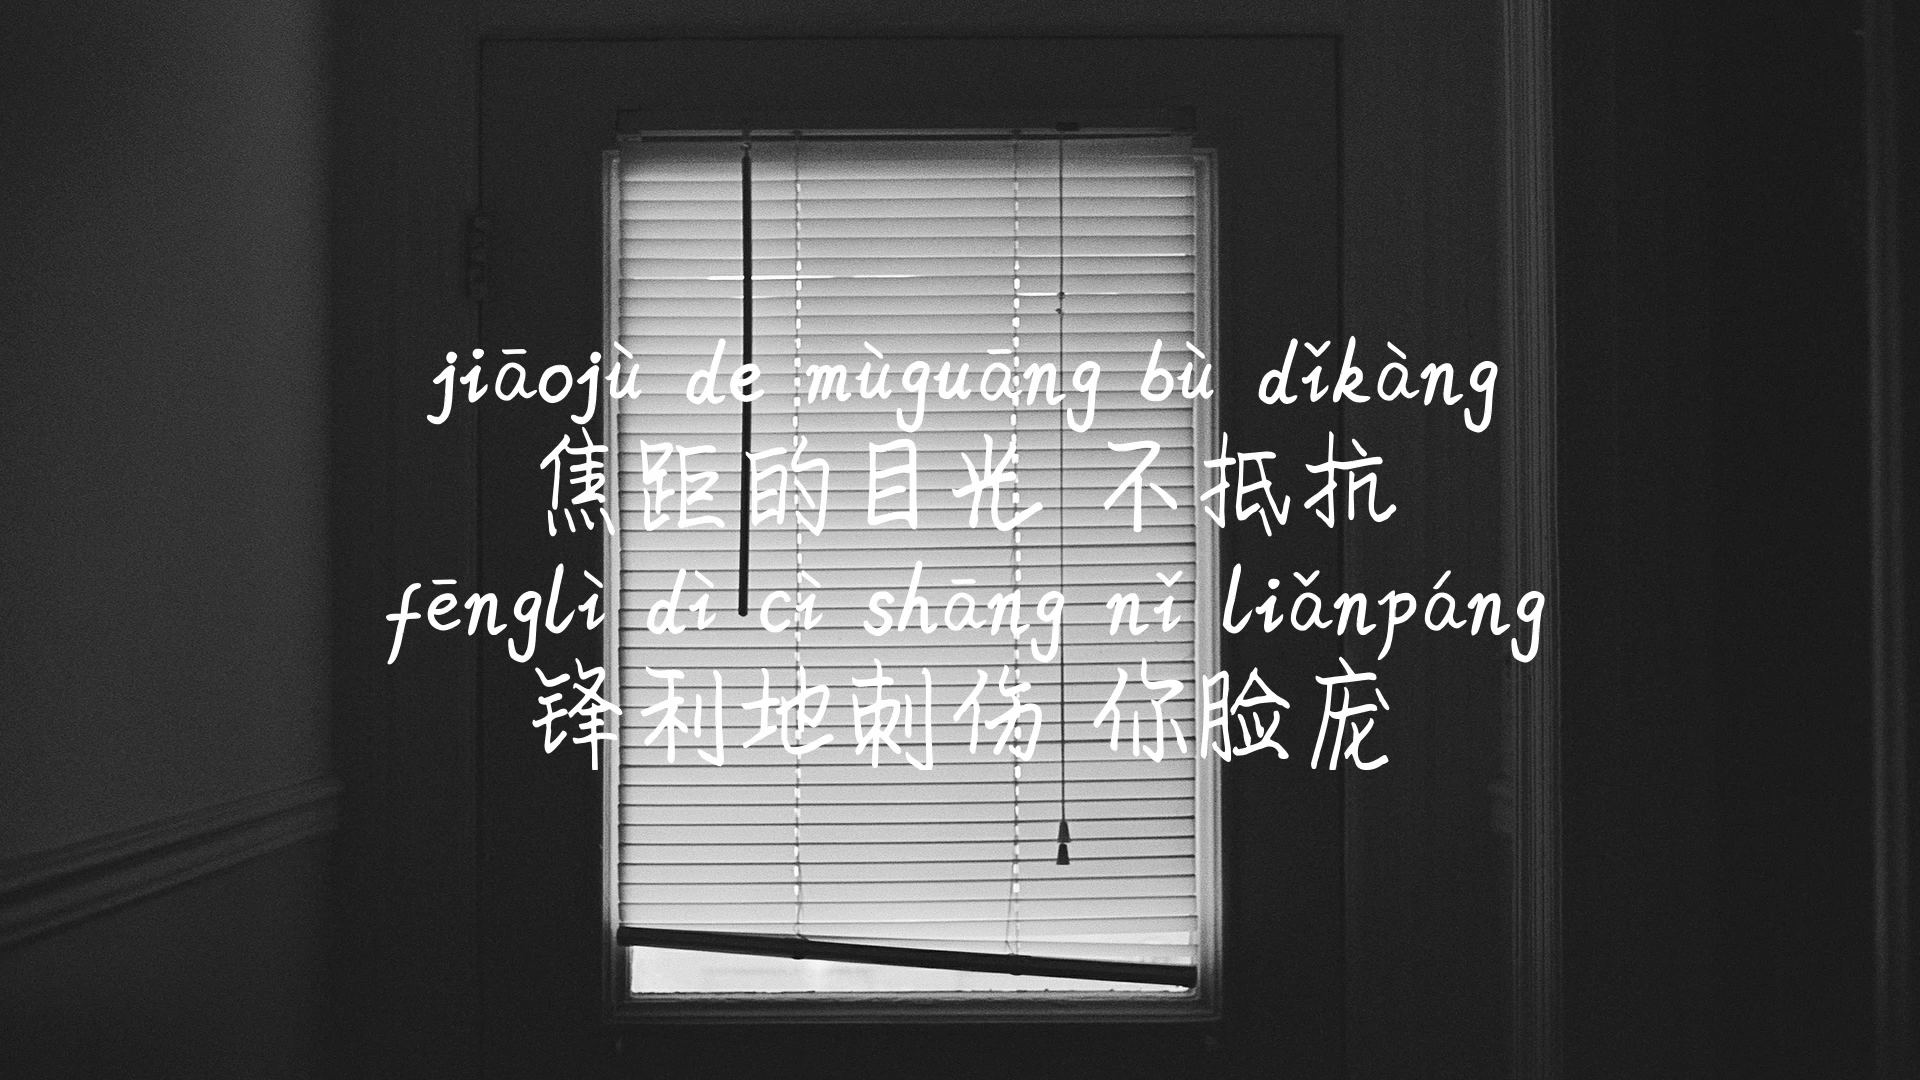 jiāojù de mùguāng bù dǐkàng
焦距的目光 不抵抗
fēnglì dì cì shāng nǐ liǎnpáng
锋利地刺伤 你脸庞